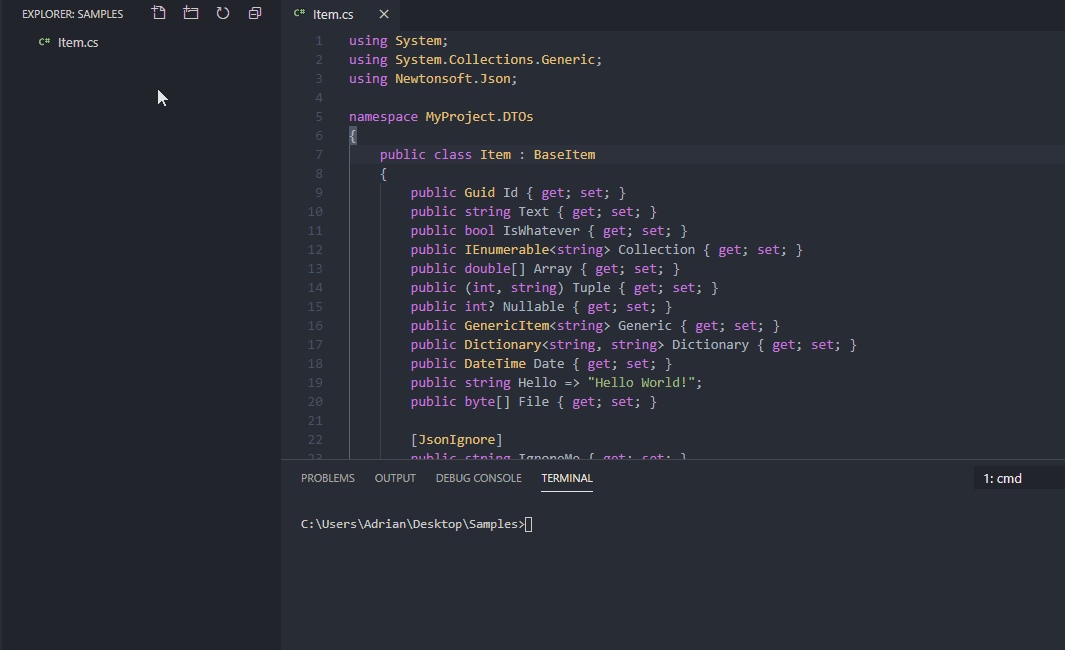 EXPLORER: SAMPLES
C# Item.cs
C# Item.cs ×
1 using System;
2 using System.Collections.Generic;
3 using Newtonsoft.Json;
4
5 namespace MyProject.DTOs
6 {
7 public class Item : BaseItem
8 {
9 public Guid Id { get; set; }
10 public string Text { get; set; }
11 public bool IsWhatever { get; set; }
12 public IEnumerable<string> Collection { get; set; }
13 public double[] Array { get; set; }
14 public (int, string) Tuple { get; set; }
15 public int? Nullable { get; set; }
16 public GenericItem<string> Generic { get; set; }
17 public Dictionary<string, string> Dictionary { get; set; }
18 public DateTime Date { get; set; }
19 public string Hello => "Hello World!";
20 public byte[] File { get; set; }
21
22 [JsonIgnore]
23 public string IgnoreMe { get; set; }
PROBLEMS OUTPUT DEBUG CONSOLE TERMINAL 1: cmd
C:\Users\Adrian\Desktop\Samples>